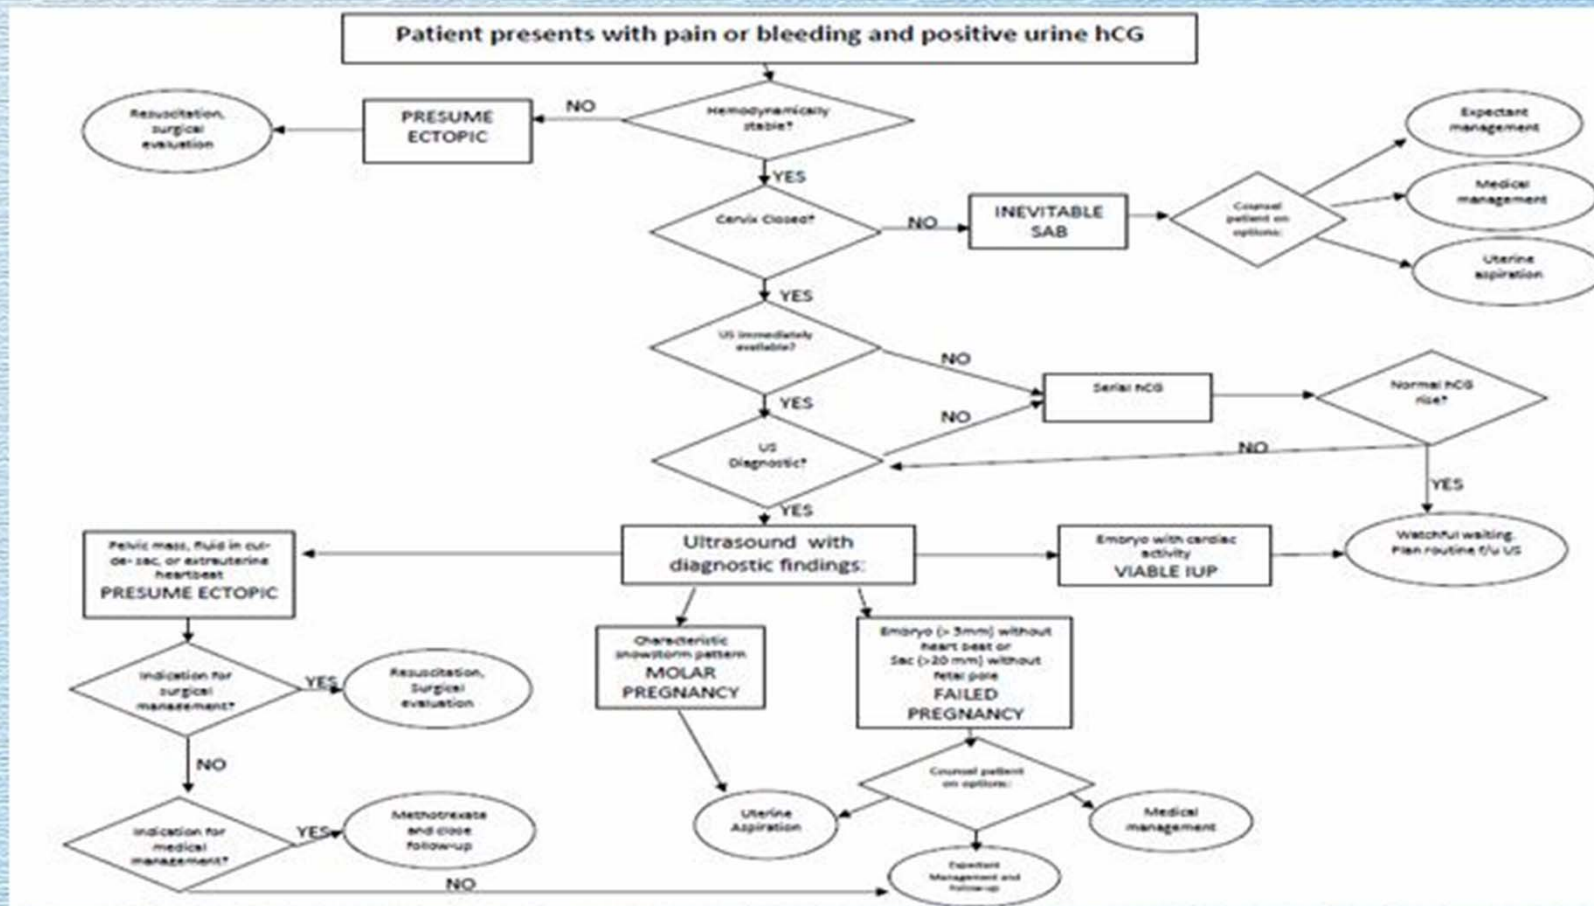 Patient presents with pain or bleeding and positive urine hCG
Hemodynamically
stable?
NO
PRESUME
ECTOPIC
Resuscitation,
surgical
evaluation
YES
Cervix Closed?
NO
INEVITABLE
SAB
Counsel
patient on
options:
Expectant
management
Medical
management
Uterine
aspiration
YES
US immediately
available?
NO
Serial hCG
Normal hCG
rise?
YES
NO
US
Diagnostic?
NO
YES
Watchful waiting.
Plan routine f/u US
YES
Ultrasound with
diagnostic findings:
Embryo with cardiac
activity
VIABLE IUP
Pelvic mass, fluid in cul-
de- sac, or extrauterine
heartbeat
PRESUME ECTOPIC
Characteristic
snowstorm pattern
MOLAR
PREGNANCY
Embryo (> 5mm) without
heart beat or
Sac (>20 mm) without
fetal pole
FAILED
PREGNANCY
Indication for
surgical
management?
YES
Resuscitation,
Surgical
evaluation
NO
Counsel patient
on options:
Uterine
Aspiration
Medical
management
Indication for
medical
management?
YES
Methotrexate
and close
follow-up
Expectant
Management and
Follow-up
NO